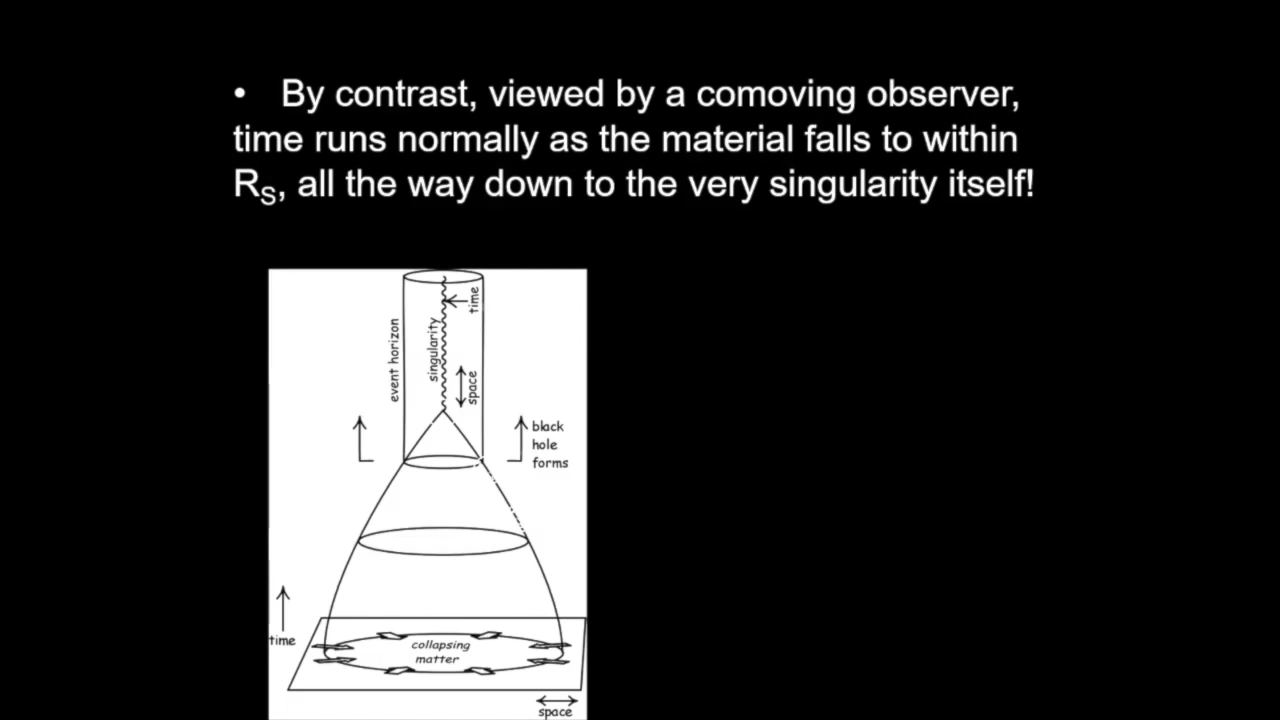 • By contrast, viewed by a comoving observer,
time runs normally as the material falls to within
RS, all the way down to the very singularity itself!
time
event horizon
singularity
space
black
hole
forms
time
collapsing
matter
space